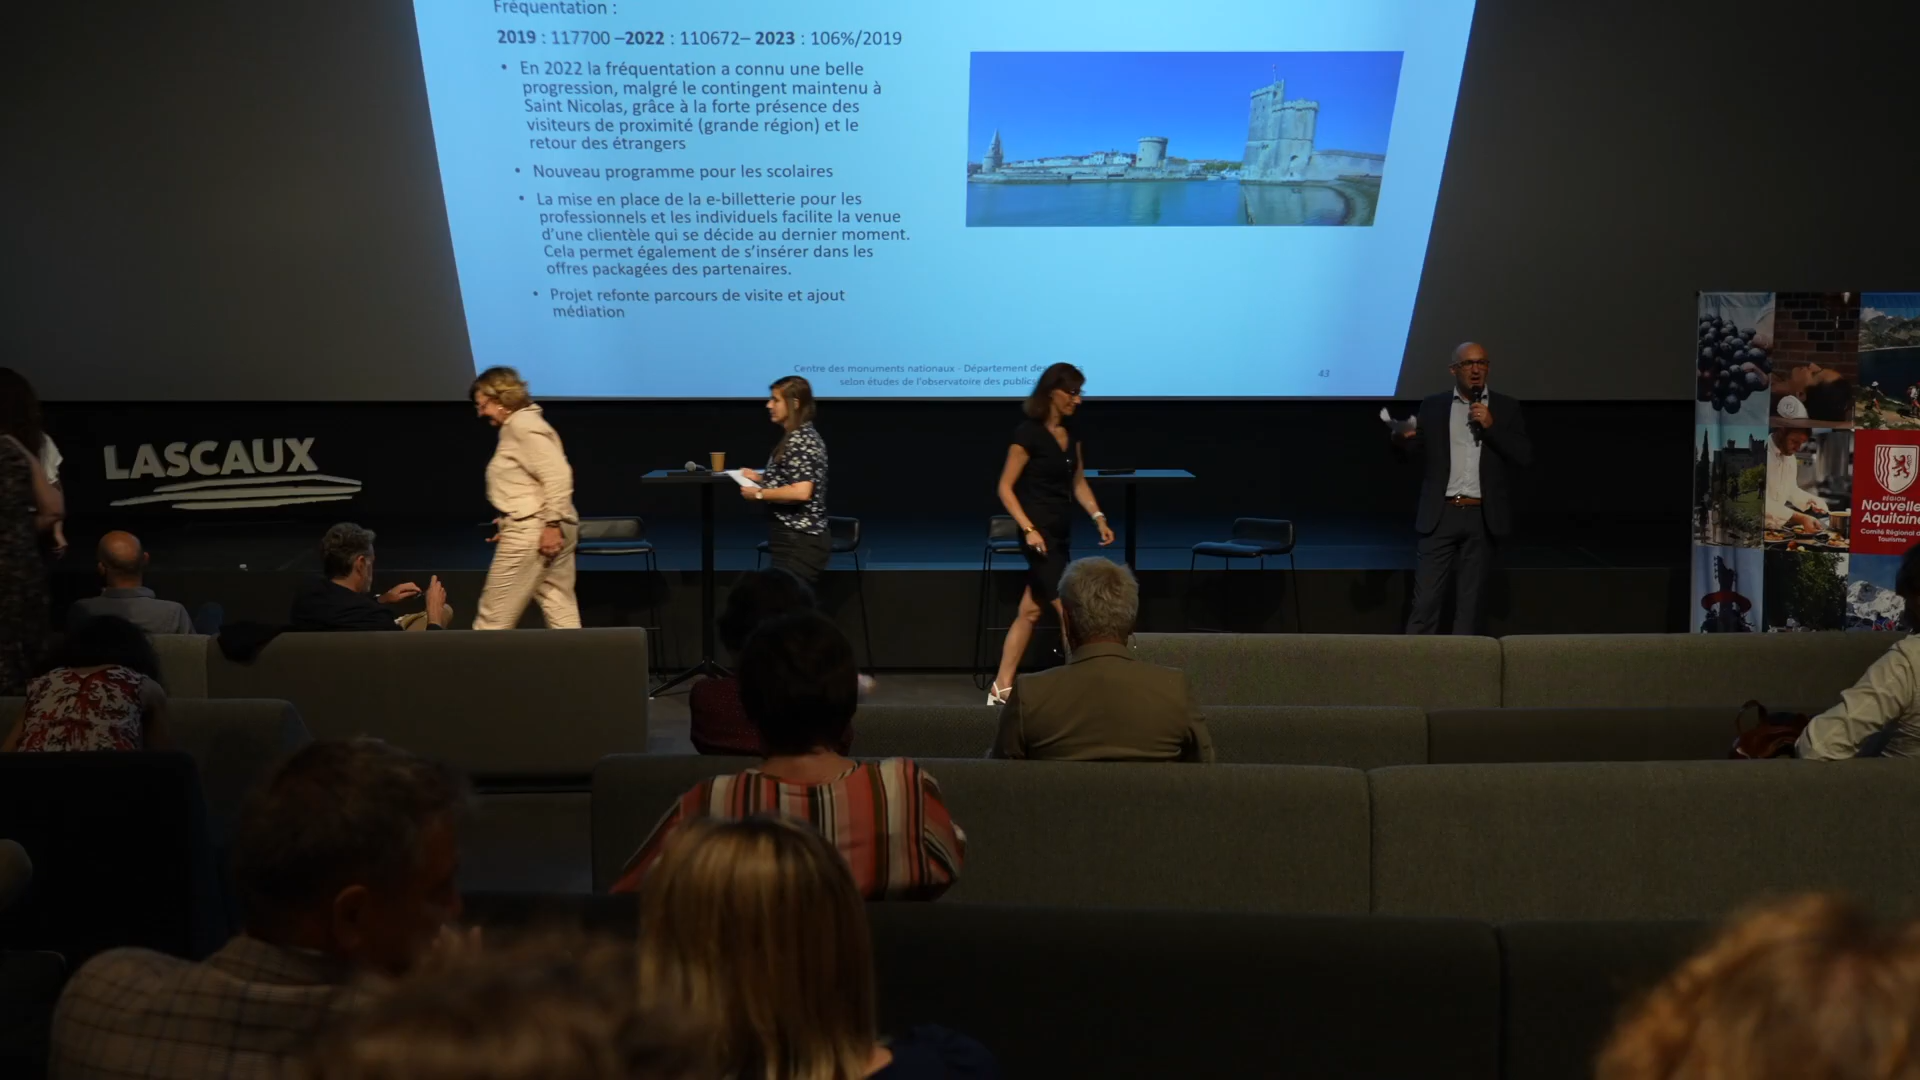 Fréquentation :
2019 : 117700 –2022 : 110672– 2023 : 106%/2019
• En 2022 la fréquentation a connu une belle
progression, malgré le contingent maintenu à
Saint Nicolas, grâce à la forte présence des
visiteurs de proximité (grande région) et le
retour des étrangers
• Nouveau programme pour les scolaires
• La mise en place de la e-billetterie pour les
professionnels et les individuels facilite la venue
d’une clientèle qui se décide au dernier moment.
Cela permet également de s’insérer dans les
offres packagées des partenaires.
• Projet refonte parcours de visite et ajout
médiation
Centre des monuments nationaux - Département des
selon études de l'observatoire des publics
43
LASCAUX
RÉGION
Nouvelle
Aquitaine
Comité Régional
Tourisme